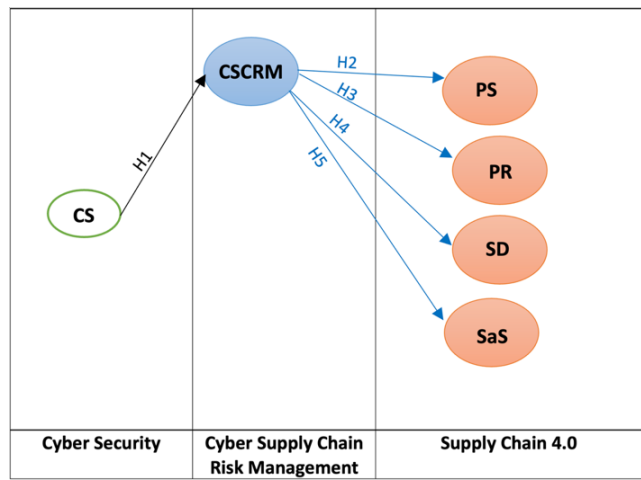 CSCRM
H2
PS
H3
H4
H1
H5
PR
CS
SD
SaS
Cyber Security
Cyber Supply Chain
Risk Management
Supply Chain 4.0